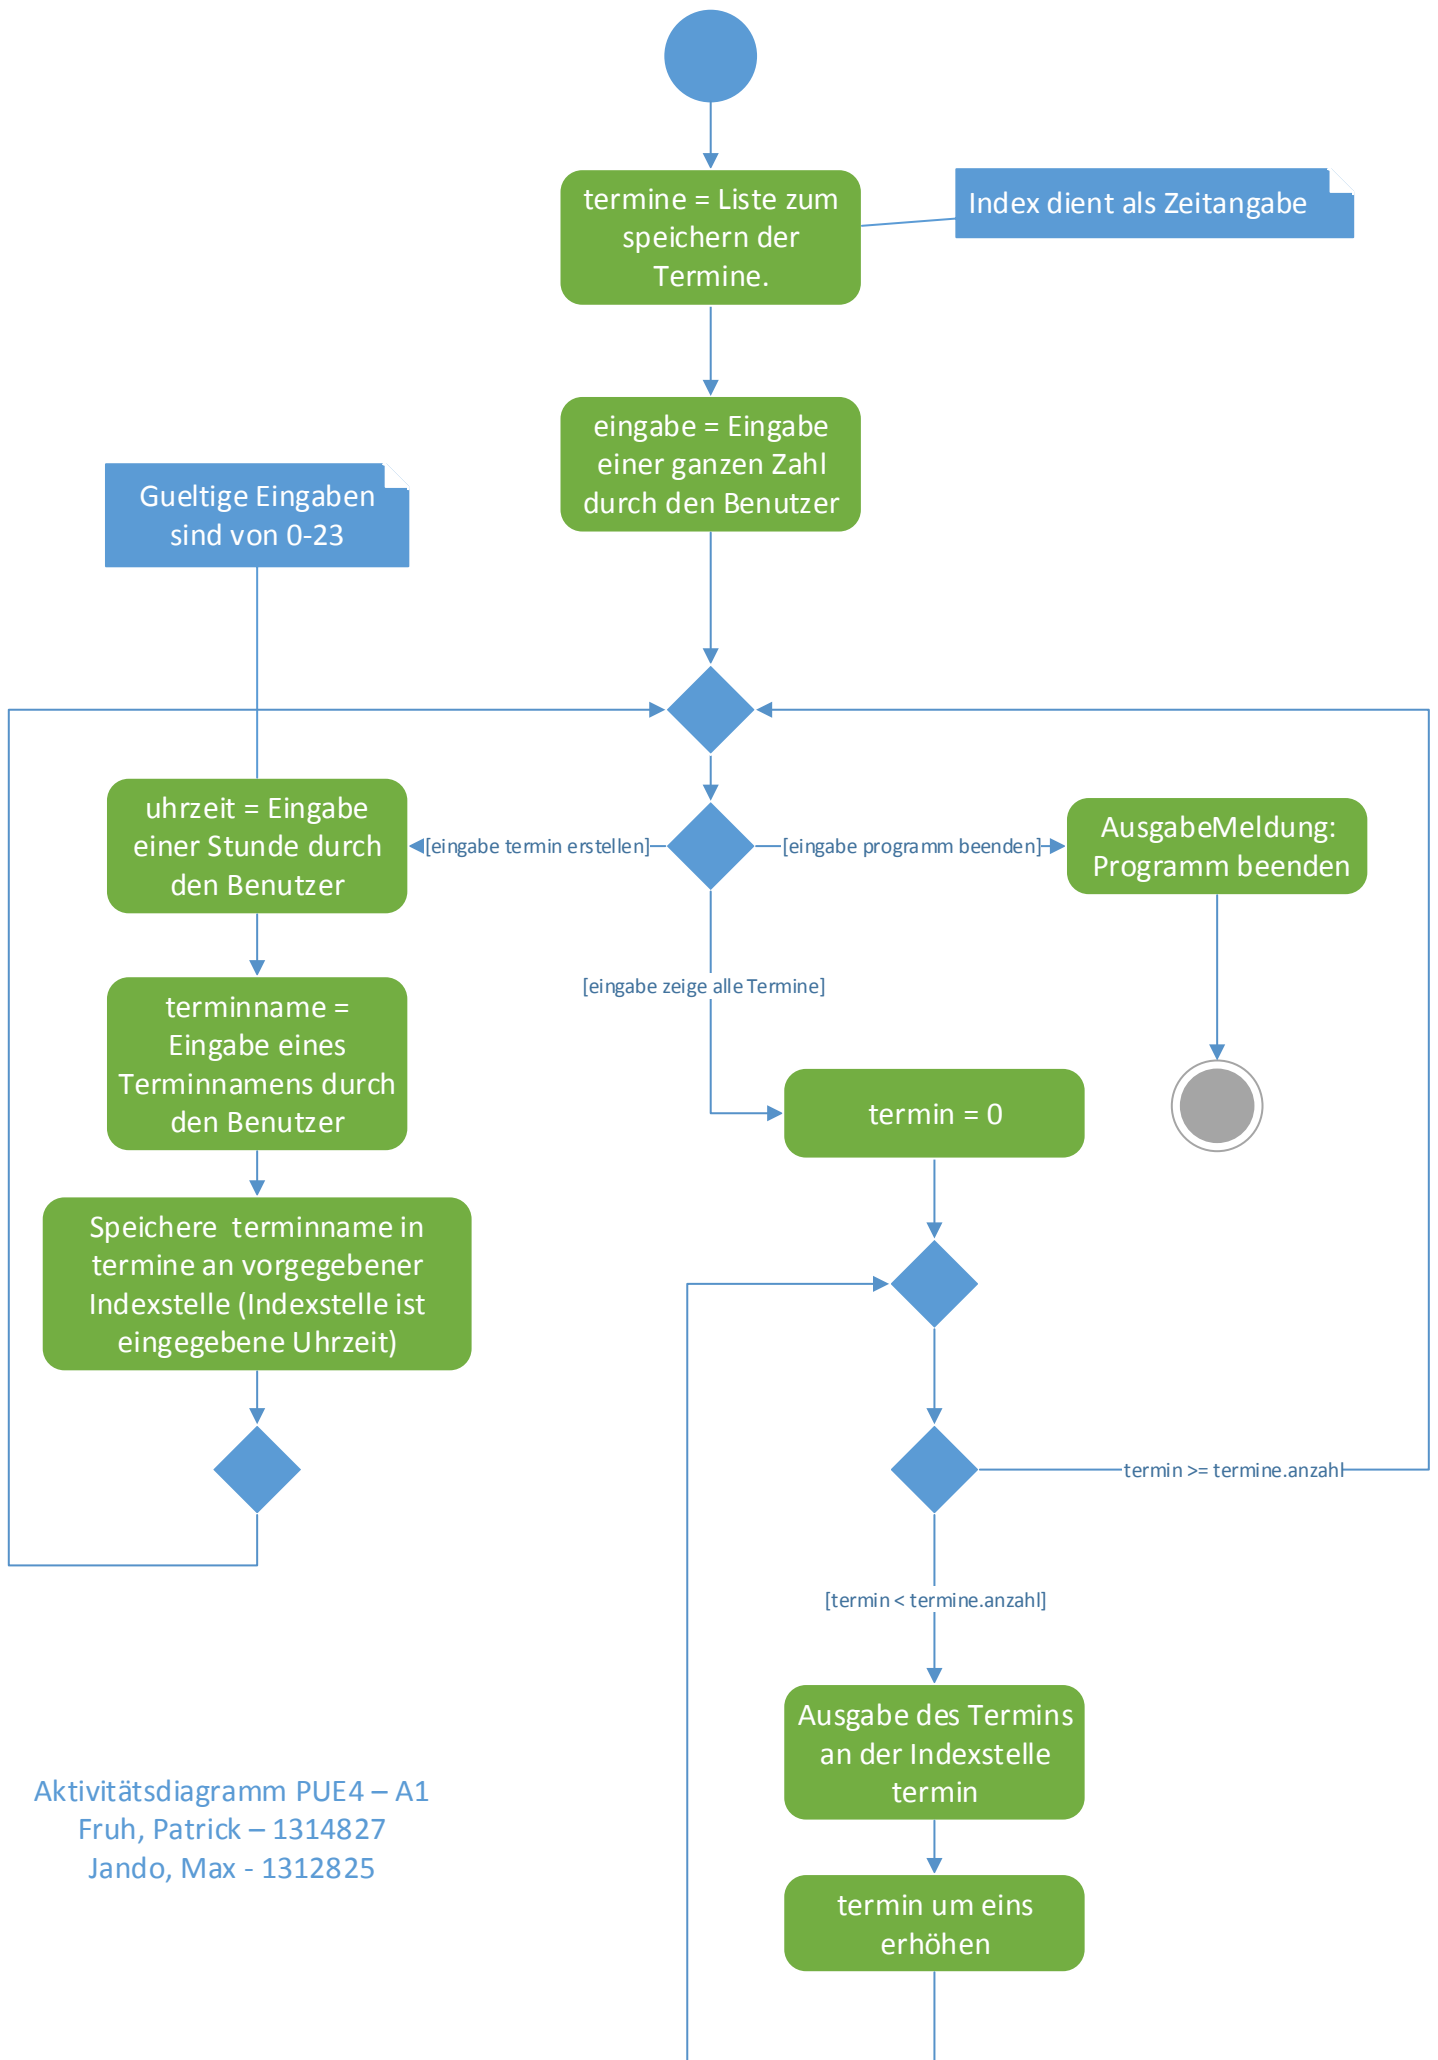 termine = Liste zum
speichern der
Termine.
Index dient als Zeitangabe
eingabe = Eingabe
einer ganzen Zahl
durch den Benutzer
Gueltige Eingaben
sind von 0-23
uhrzeit = Eingabe
einer Stunde durch
den Benutzer
[eingabe termin erstellen]
[eingabe programm beenden]
AusgabeMeldung:
Programm beenden
[eingabe zeige alle Termine]
terminname =
Eingabe eines
Terminnamens durch
den Benutzer
termin = 0
Speichere terminname in
termine an vorgegebener
Indexstelle (Indexstelle ist
eingegebene Uhrzeit)
termin >= termine.anzahl
[termin < termine.anzahl]
Ausgabe des Termins
an der Indexstelle
termin
termin um eins
erhöhen
Aktivitätsdiagramm PUE4 – A1
Fruh, Patrick – 1314827
Jando, Max - 1312825